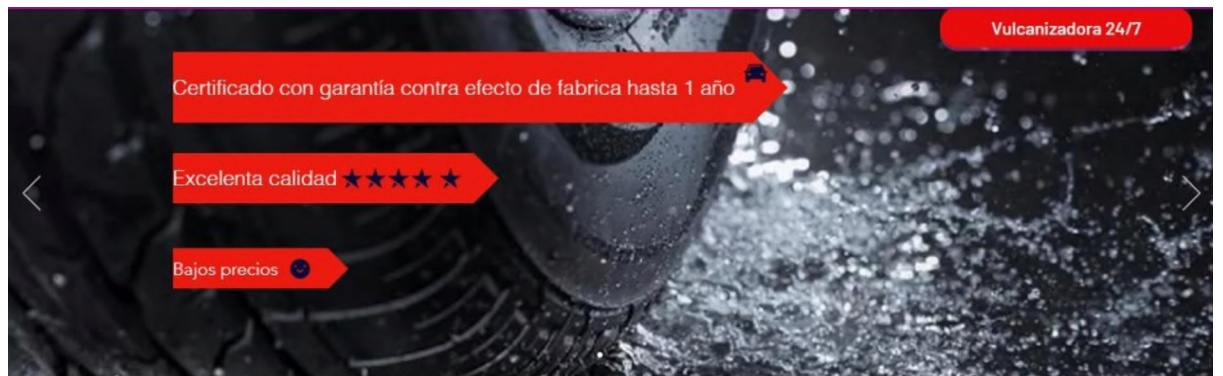 Vulcanizadora 24/7
Certificado con garantía contra efecto de fabrica hasta 1 año
Excelenta calidad ★★★★★
Bajos precios